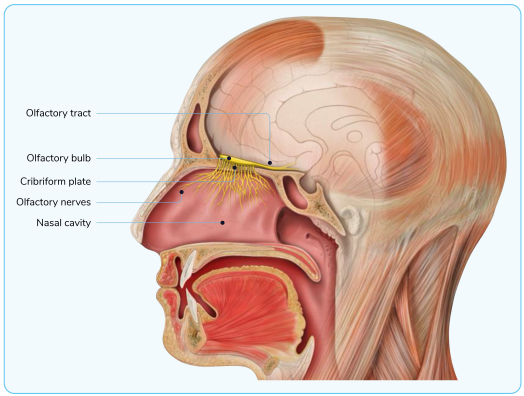 Olfactory tract
Olfactory bulb
Cribriform plate
Olfactory nerves
Nasal cavity